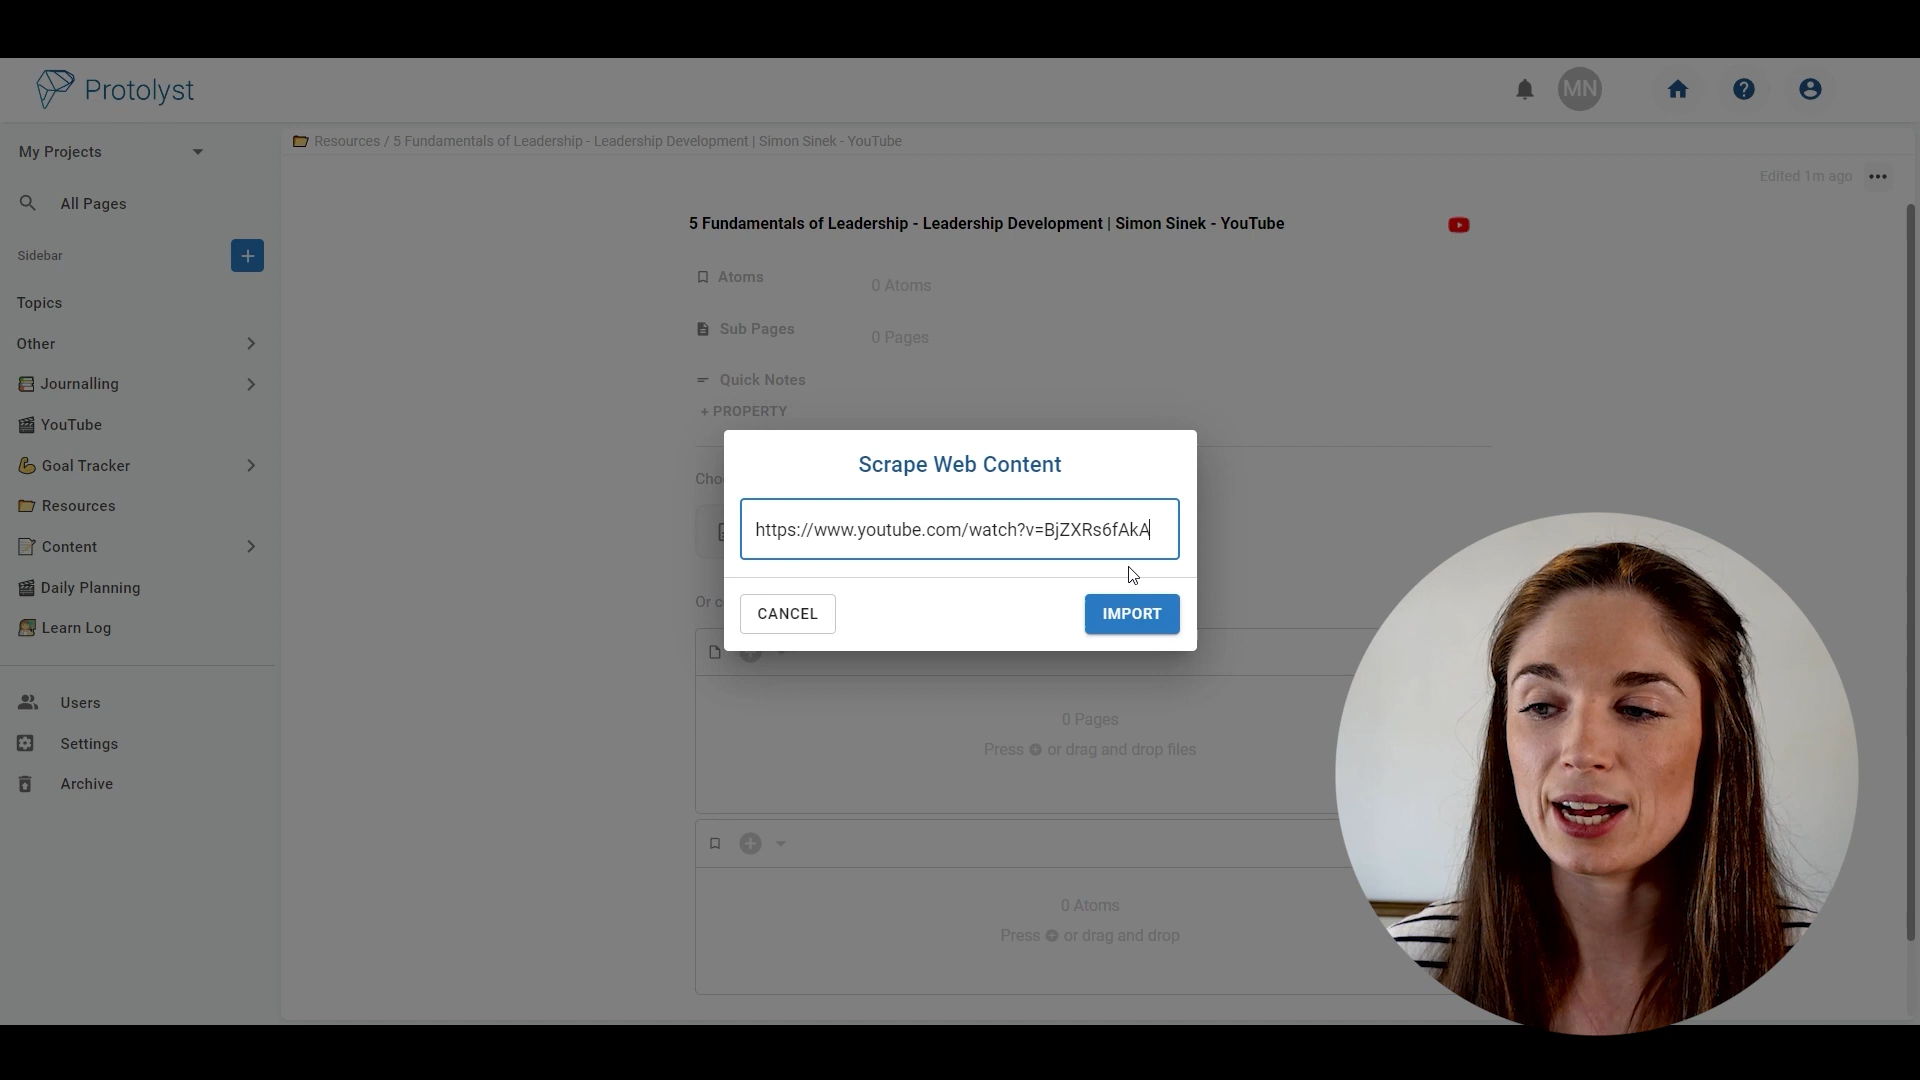 Protolyst
MN
My Projects
Resources / 5 Fundamentals of Leadership - Leadership Development | Simon Sinek - YouTube
Edited 1m ago
All Pages
5 Fundamentals of Leadership - Leadership Development | Simon Sinek - YouTube
Sidebar
Atoms
0 Atoms
Topics
Sub Pages
0 Pages
Other
Quick Notes
Journalling
+ PROPERTY
YouTube
Scrape Web Content
Goal Tracker
Resources
https://www.youtube.com/watch?v=BjZXRs6fAkA
Content
Daily Planning
Or c
CANCEL
IMPORT
Learn Log
Users
0 Pages
Settings
Press + or drag and drop files
Archive
0 Atoms
Press + or drag and drop